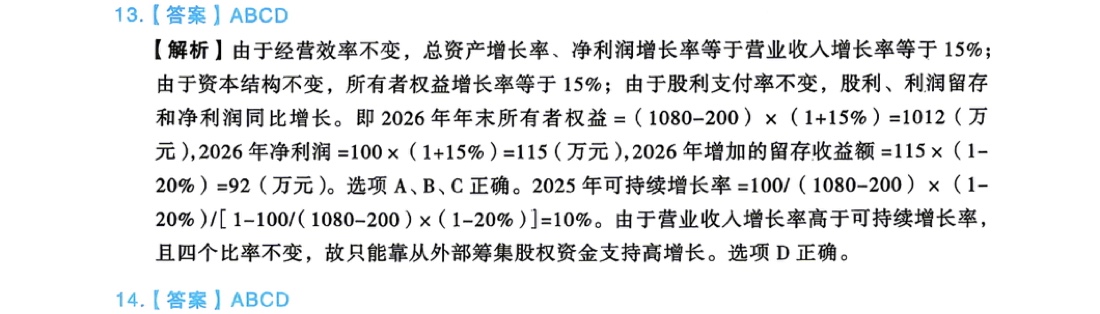 13.【答案】ABCD
【解析】由于经营效率不变，总资产增长率、净利润增长率等于营业收入增长率等于 15%；
由于资本结构不变，所有者权益增长率等于 15%；由于股利支付率不变，股利、利润留存
和净利润同比增长。即 2026 年年末所有者权益 =（1080-200）×（1+15%）=1012（万
元），2026 年净利润 =100×（1+15%）=115（万元），2026 年增加的留存收益额 =115×（1-
20%）=92（万元）。选项 A、B、C 正确。2025 年可持续增长率 =100/（1080-200）×（1-
20%）/[ 1-100/（1080-200）×（1-20%）]=10%。由于营业收入增长率高于可持续增长率，
且四个比率不变，故只能靠从外部筹集股权资金支持高增长。选项 D 正确。
14.【答案】ABCD